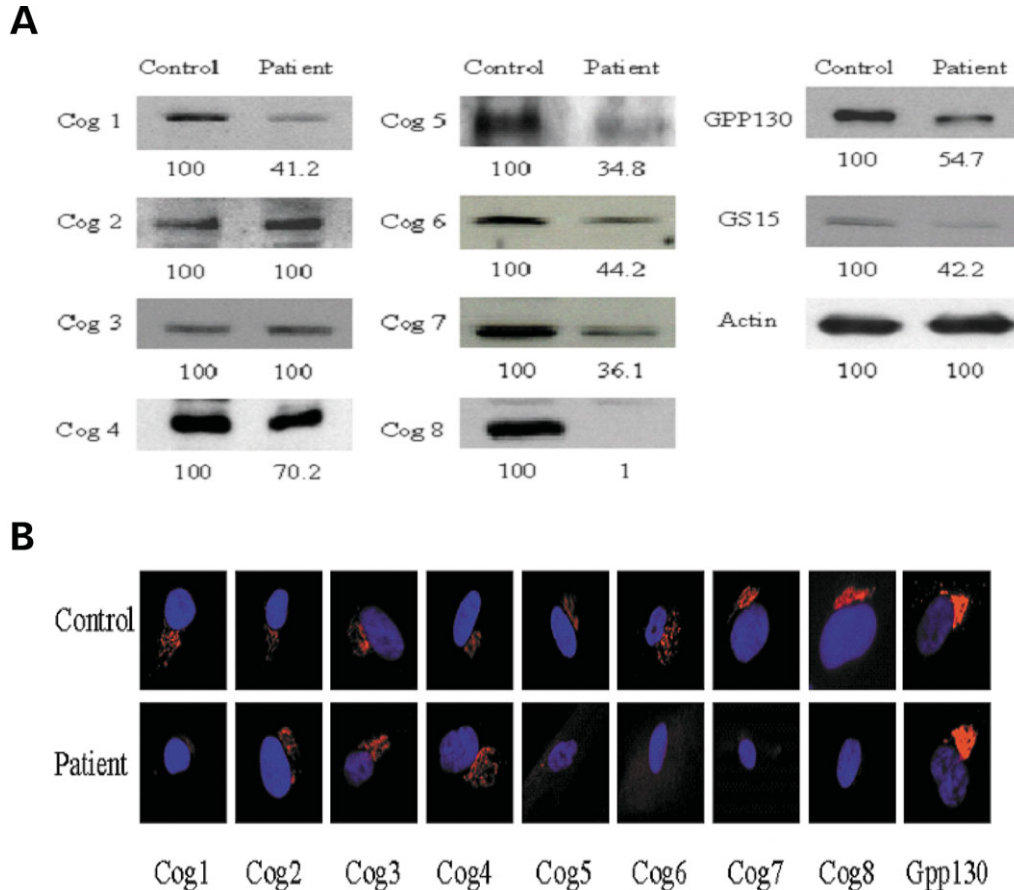 A
Control Patient Control Patient Control Patient
Cog 1 Cog 5 GPP130
100 41.2 100 34.8 100 54.7
Cog 2 Cog 6 GS15
100 100 100 44.2 100 42.2
Cog 3 Cog 7 Actin
100 100 100 36.1 100 100
Cog 4 Cog 8
100 70.2 100 1
B
Control
Patient
Cog1 Cog2 Cog3 Cog4 Cog5 Cog6 Cog7 Cog8 Gpp130